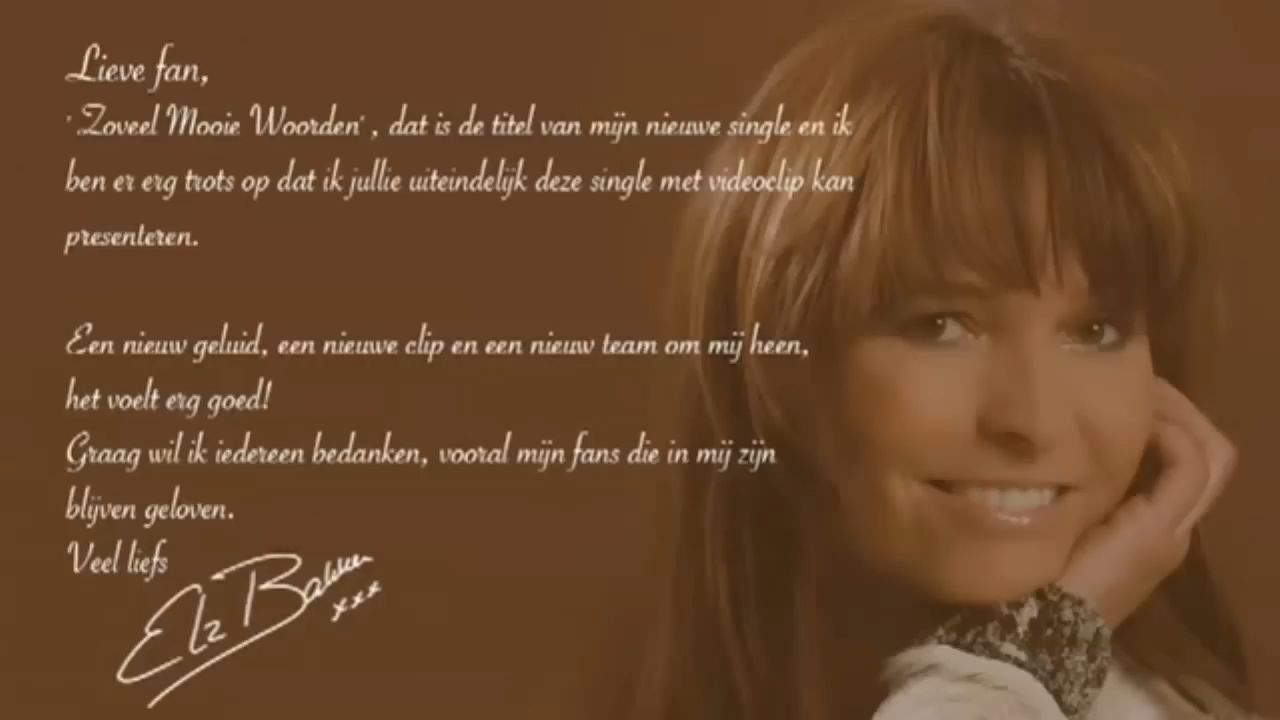 Lieve fan,
'Zoveel Mooie Woorden' , dat is de titel van mijn nieuwe single en ik
ben er erg trots op dat ik jullie uiteindelijk deze single met videoclip kan
presenteren.
Een nieuw geluid, een nieuwe clip en een nieuw team om mij heen,
het voelt erg goed!
Graag wil ik iedereen bedanken, vooral mijn fans die in mij zijn
blijven geloven.
Veel liefs
Elz Bakker
xxx